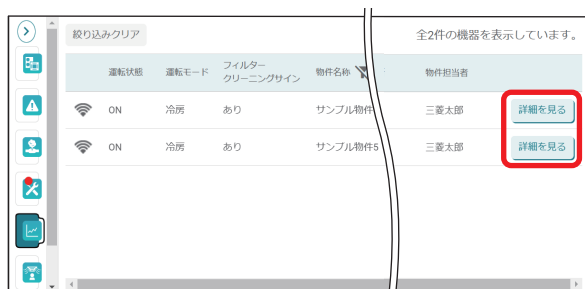 絞り込みクリア
全2件の機器を表示しています。
運転状態 運転モード フィルター
クリーニングサイン 物件名称 物件担当者
ON 冷房 あり サンプル物件 三菱太郎 詳細を見る
ON 冷房 あり サンプル物件5 三菱太郎 詳細を見る